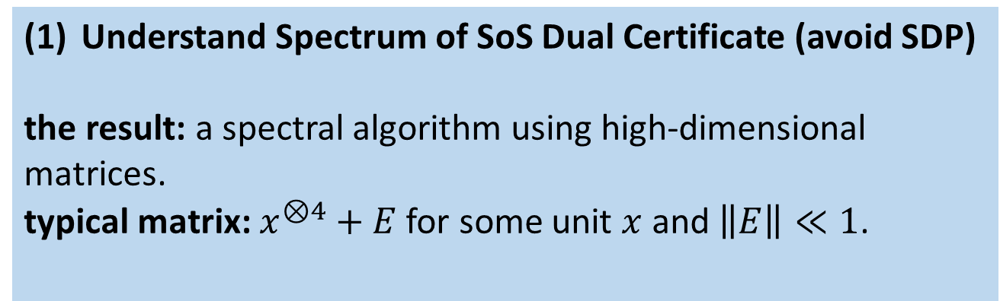 (1) Understand Spectrum of SoS Dual Certificate (avoid SDP)
the result: a spectral algorithm using high-dimensional
matrices.
typical matrix: $x^{\otimes 4} + E$ for some unit $x$ and $\|E\| \ll 1$.